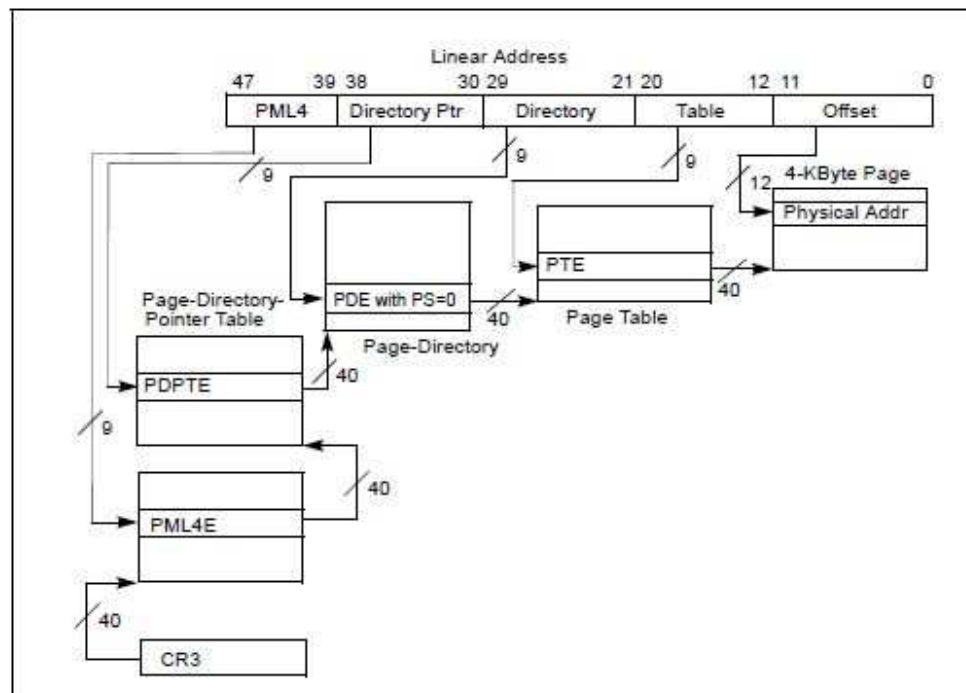 Linear Address
47 39 38 30 29 21 20 12 11 0
PML4 Directory Ptr Directory Table Offset
9 9 9 12 4-KByte Page
Physical Addr
PTE
40
PDE with PS=0
40
Page Table
Page-Directory-
Pointer Table
Page-Directory
40
PDPTE
9
40
PML4E
40
CR3